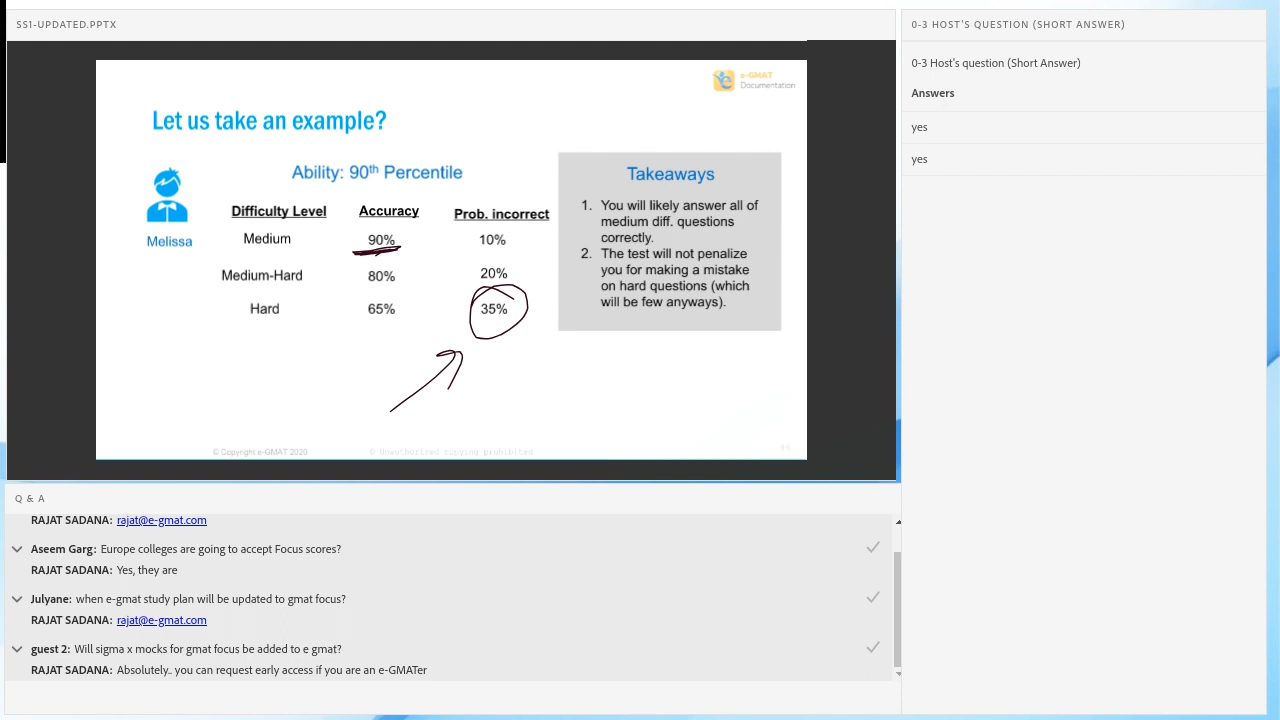 SS1-UPDATED.PPTX
e-GMAT
Documentation
Let us take an example?
Melissa
Ability: 90th Percentile
Difficulty Level Accuracy Prob. incorrect
Medium 90% 10%
Medium-Hard 80% 20%
Hard 65% 35%
Takeaways
1. You will likely answer all of
medium diff. questions
correctly.
2. The test will not penalize
you for making a mistake
on hard questions (which
will be few anyways).
© Copyright e-GMAT 2020 © Unauthorized copying prohibited
Q & A
RAJAT SADANA: rajat@e-gmat.com
Aseem Garg: Europe colleges are going to accept Focus scores?
RAJAT SADANA: Yes, they are
Julyane: when e-gmat study plan will be updated to gmat focus?
RAJAT SADANA: rajat@e-gmat.com
guest 2: Will sigma x mocks for gmat focus be added to e gmat?
RAJAT SADANA: Absolutely.. you can request early access if you are an e-GMATer
0-3 HOST'S QUESTION (SHORT ANSWER)
0-3 Host's question (Short Answer)
Answers
yes
yes